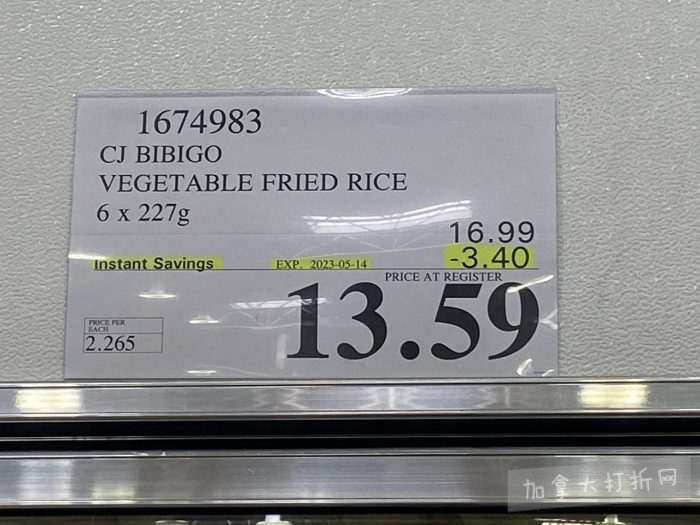 1674983
CJ BIBIGO
VEGETABLE FRIED RICE
6 x 227g
16.99
Instant Savings EXP. 2023-05-14 -3.40
PRICE AT REGISTER
13.59
PRICE PER
EACH
2.265
加拿大打折网